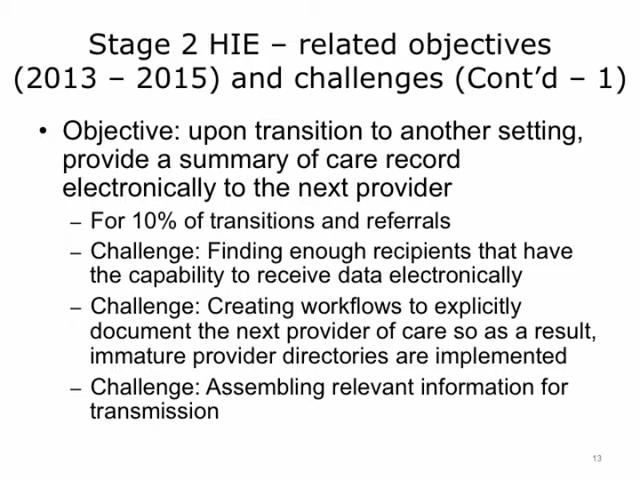 Stage 2 HIE – related objectives
(2013 – 2015) and challenges (Cont’d – 1)
• Objective: upon transition to another setting,
provide a summary of care record
electronically to the next provider
– For 10% of transitions and referrals
– Challenge: Finding enough recipients that have
the capability to receive data electronically
– Challenge: Creating workflows to explicitly
document the next provider of care so as a result,
immature provider directories are implemented
– Challenge: Assembling relevant information for
transmission
13